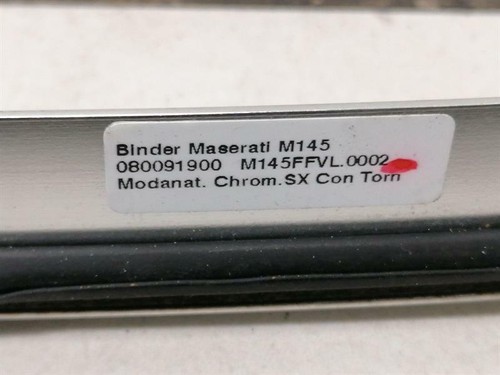 Binder Maserati M145
080091900 M145FFVL.0002
Modanat. Chrom.SX Con Torn